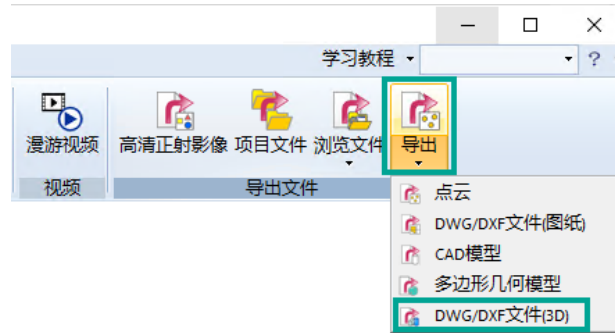 学习教程
?
漫游视频
高清正射影像 项目文件 浏览文件 导出
视频
导出文件
点云
DWG/DXF文件(图纸)
CAD模型
多边形几何模型
DWG/DXF文件(3D)